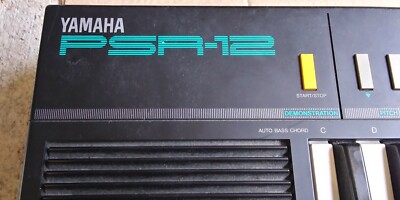 YAMAHA
PSR-12
START/STOP
DEMONSTRATION
PITCH
AUTO BASS CHORD C D